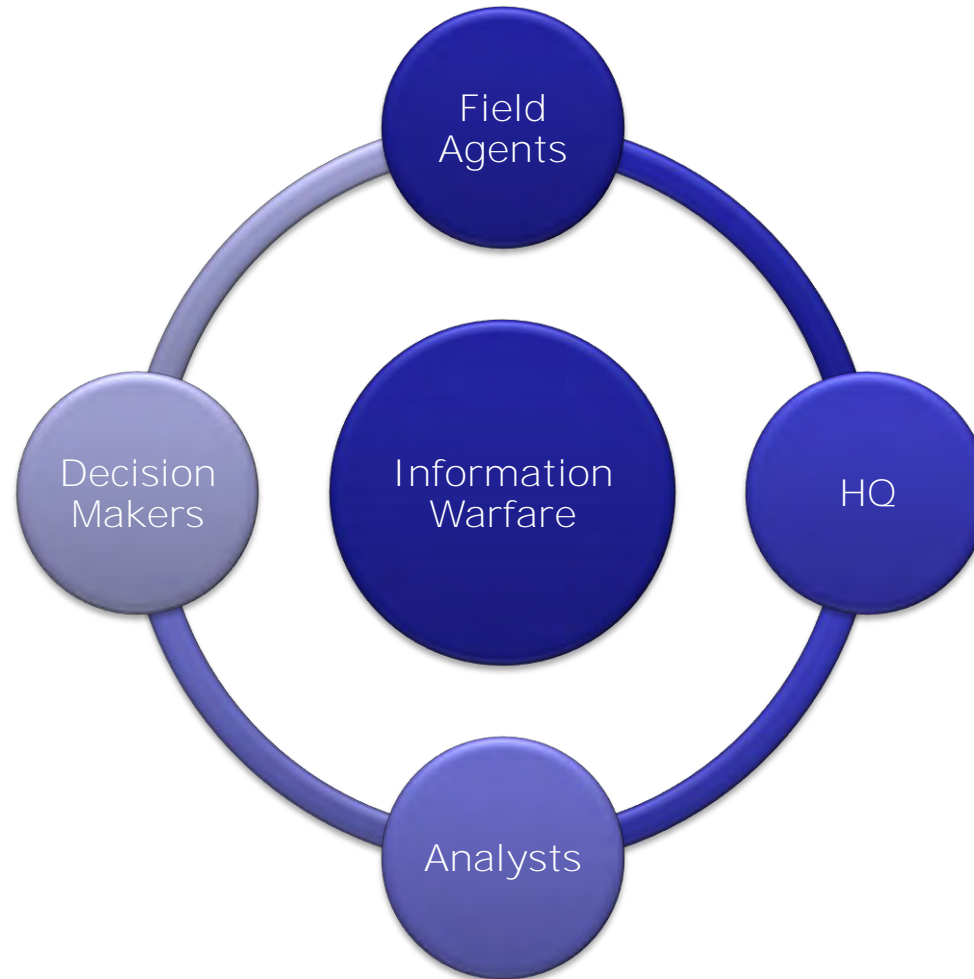 Field
Agents
Decision
Makers
Information
Warfare
HQ
Analysts